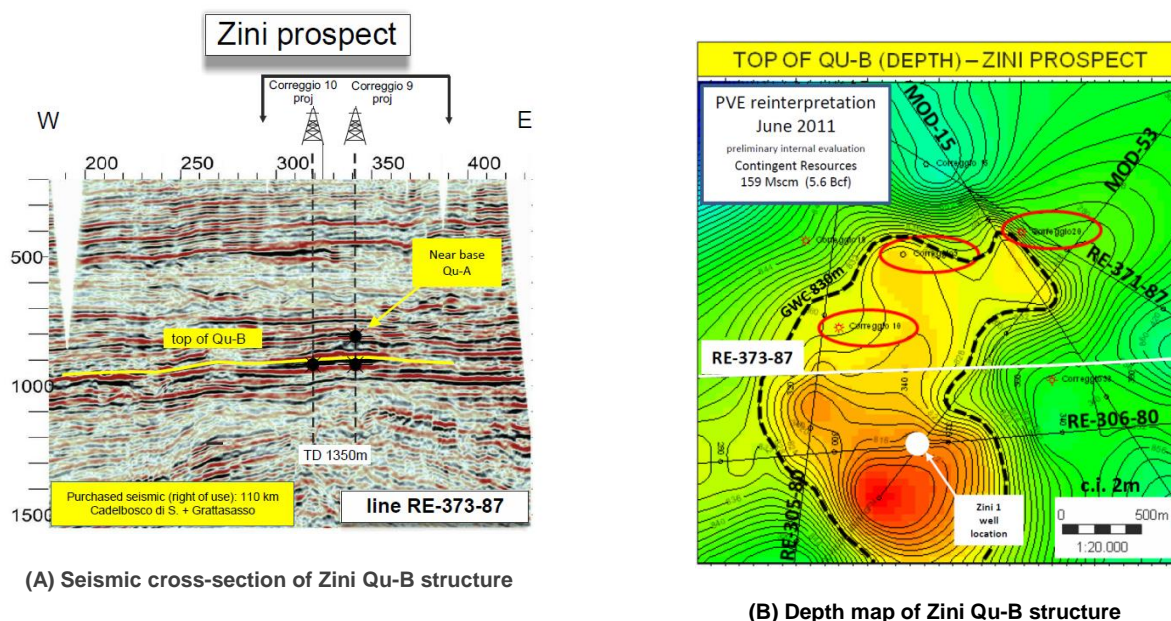 Zini prospect
Correggio 10
proj
Correggio 9
proj
W
E
200
250
300
350
400
500
1000
1500
Near base
Qu-A
top of Qu-B
TD 1350m
Purchased seismic (right of use): 110 km
Cadelbosco di S. + Grattasasso
line RE-373-87
(A) Seismic cross-section of Zini Qu-B structure
TOP OF QU-B (DEPTH) – ZINI PROSPECT
PVE reinterpretation
June 2011
preliminary internal evaluation
Contingent Resources
159 Mscm (5.6 Bcf)
MOD-15
MOD-53
GWC 830m
RE-371-87
RE-373-87
RE-306-80
RE-305-80
Zini 1
well
location
c.i. 2m
0 500m
1:20.000
(B) Depth map of Zini Qu-B structure